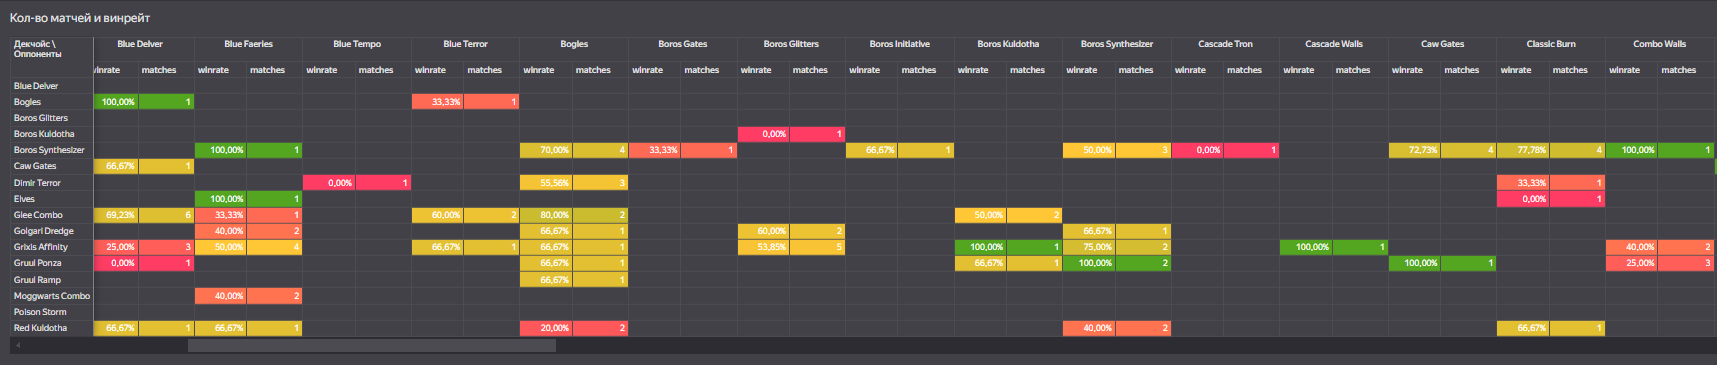 Кол-во матчей и винрейт
Декчойс \ Оппоненты Blue Delver Blue Faeries Blue Tempo Blue Terror Bogles Boros Gates Boros Glitters Boros Initiative Boros Kuldotha Boros Synthesizer Cascade Tron Cascade Walls Caw Gates Classic Burn Combo Walls
winrate matches winrate matches winrate matches winrate matches winrate matches winrate matches winrate matches winrate matches winrate matches winrate matches winrate matches winrate matches winrate matches winrate matches winrate matches
Blue Delver
Bogles 100,00% 1 33,33% 1
Boros Glitters
Boros Kuldotha 0,00% 1
Boros Synthesizer 100,00% 1 70,00% 4 33,33% 1 66,67% 1 50,00% 3 0,00% 1 72,73% 4 77,78% 4 100,00% 1
Caw Gates 66,67% 1
Dimir Terror 0,00% 1 55,56% 3 33,33% 1
Elves 100,00% 1 0,00% 1
Glee Combo 69,23% 6 33,33% 1 60,00% 2 80,00% 2 50,00% 2
Golgari Dredge 40,00% 2 66,67% 1 60,00% 2 66,67% 1
Grixis Affinity 25,00% 3 50,00% 4 66,67% 1 66,67% 1 53,85% 5 100,00% 1 75,00% 2 100,00% 1 40,00% 2
Gruul Ponza 0,00% 1 66,67% 1 66,67% 1 100,00% 2 100,00% 1 25,00% 3
Gruul Ramp 66,67% 1
Moggwarts Combo 40,00% 2
Poison Storm
Red Kuldotha 66,67% 1 66,67% 1 20,00% 2 40,00% 2 66,67% 1